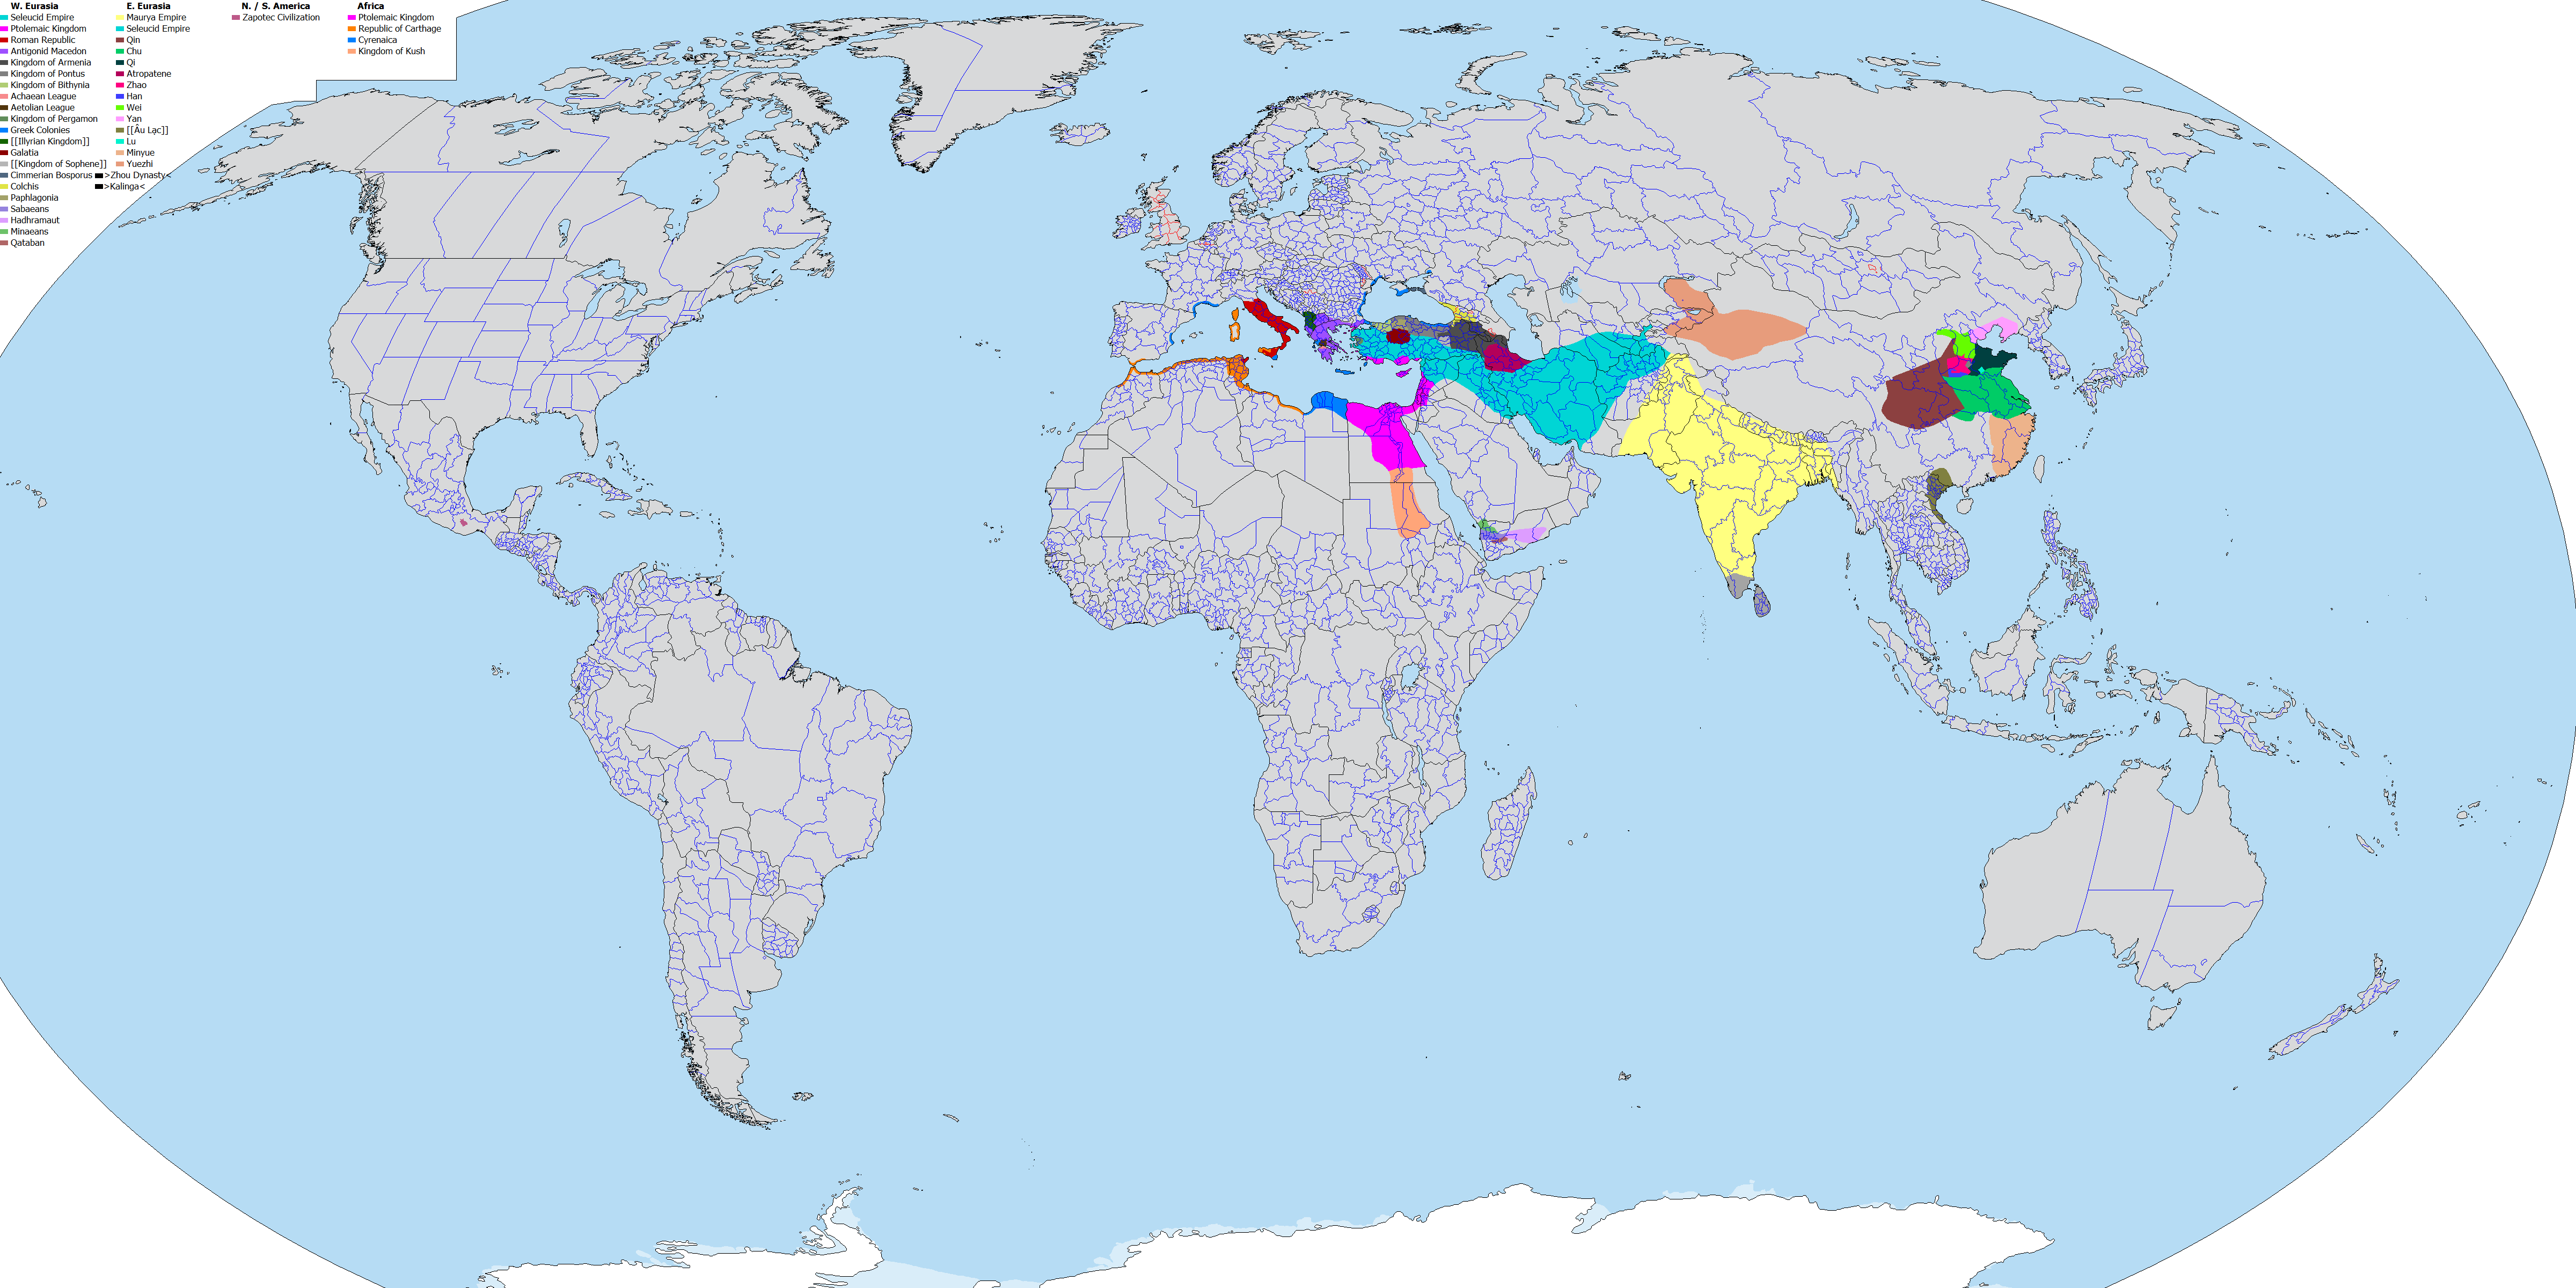 W. Eurasia
Seleucid Empire
Ptolemaic Kingdom
Roman Republic
Antigonid Macedon
Kingdom of Armenia
Kingdom of Pontus
Kingdom of Bithynia
Achaean League
Aetolian League
Kingdom of Pergamon
Greek Colonies
[[Illyrian Kingdom]]
Galatia
[[Kingdom of Sophene]]
Cimmerian Bosporus
Colchis
Paphlagonia
Sabaeans
Hadhramaut
Minaeans
Qataban
E. Eurasia
Maurya Empire
Seleucid Empire
Qin
Chu
Qi
Atropatene
Zhao
Han
Wei
Yan
[[Âu Lạc]]
Lu
Minyue
Yuezhi
>Zhou Dynasty<
>Kalinga<
N. / S. America
Zapotec Civilization
Africa
Ptolemaic Kingdom
Republic of Carthage
Cyrenaica
Kingdom of Kush